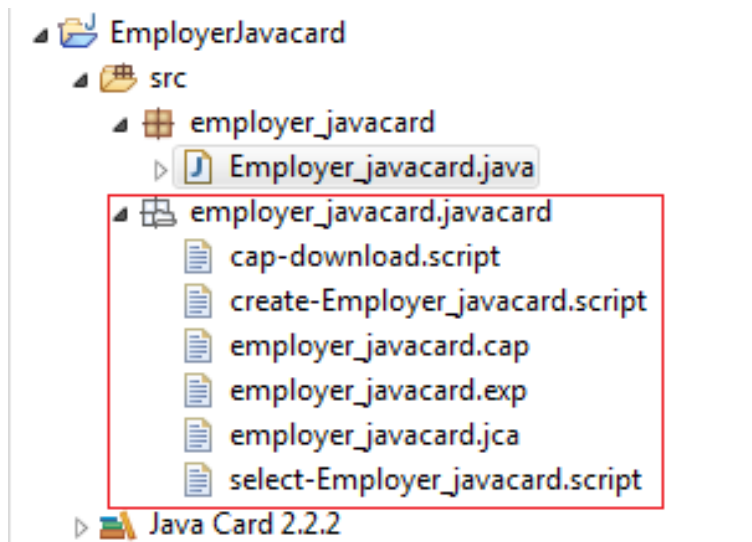 EmployerJavacard
src
employer_javacard
Employer_javacard.java
employer_javacard.javacard
cap-download.script
create-Employer_javacard.script
employer_javacard.cap
employer_javacard.exp
employer_javacard.jca
select-Employer_javacard.script
Java Card 2.2.2